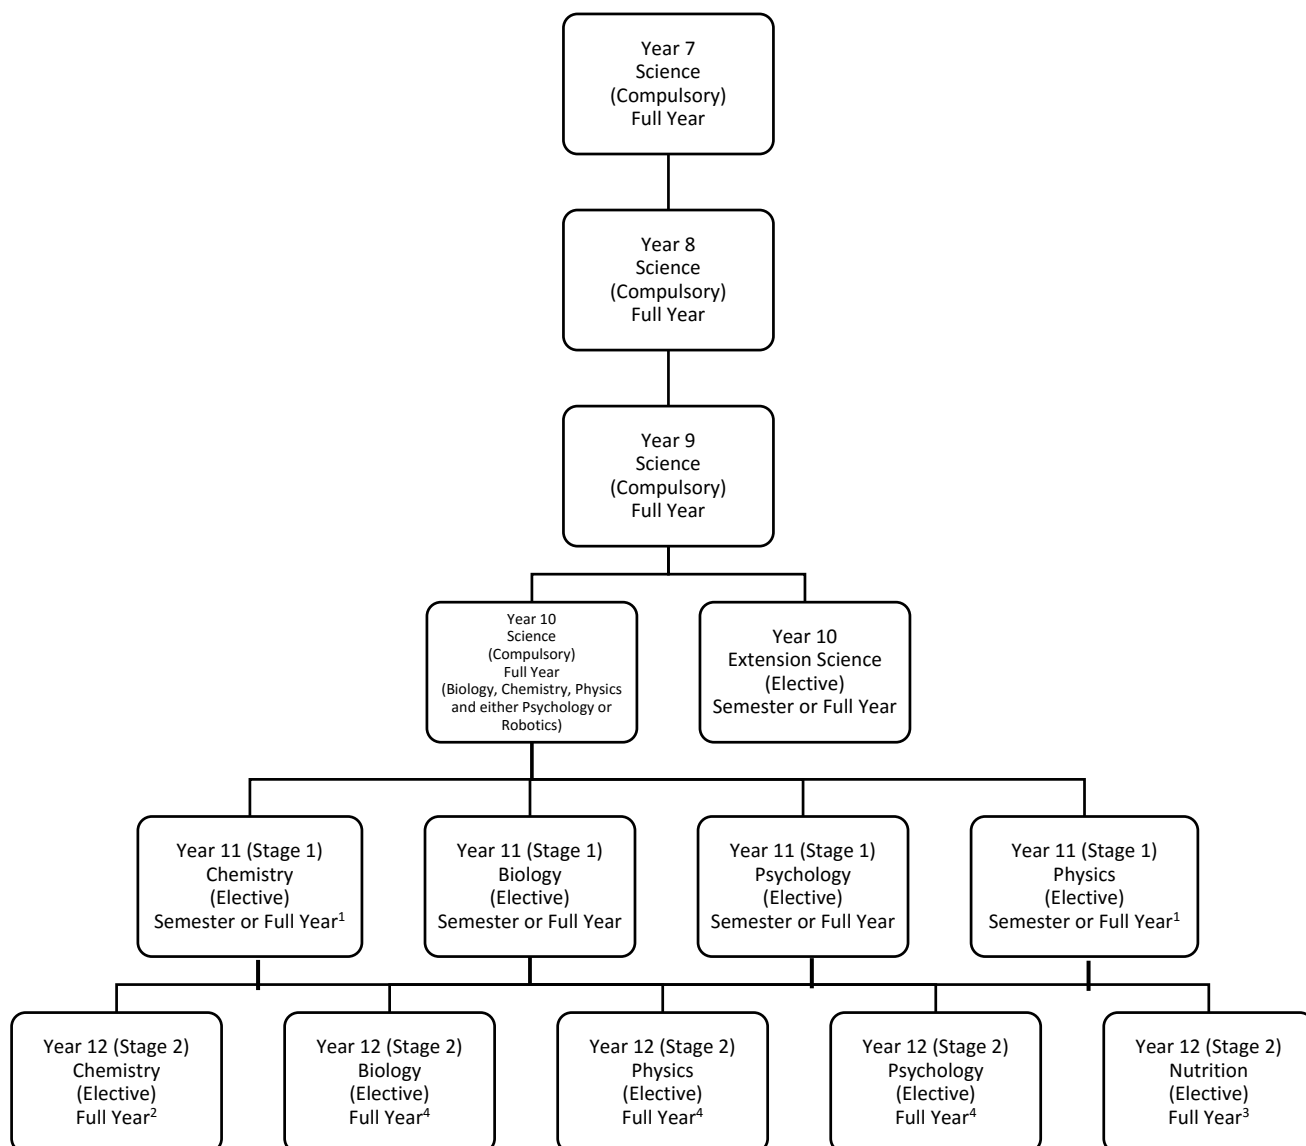 Year 7
Science
(Compulsory)
Full Year
Year 8
Science
(Compulsory)
Full Year
Year 9
Science
(Compulsory)
Full Year
Year 10
Science
(Compulsory)
Full Year
(Biology, Chemistry, Physics
and either Psychology or
Robotics)
Year 10
Extension Science
(Elective)
Semester or Full Year
Year 11 (Stage 1)
Chemistry
(Elective)
Semester or Full Year¹
Year 11 (Stage 1)
Biology
(Elective)
Semester or Full Year
Year 11 (Stage 1)
Psychology
(Elective)
Semester or Full Year
Year 11 (Stage 1)
Physics
(Elective)
Semester or Full Year¹
Year 12 (Stage 2)
Chemistry
(Elective)
Full Year²
Year 12 (Stage 2)
Biology
(Elective)
Full Year⁴
Year 12 (Stage 2)
Physics
(Elective)
Full Year⁴
Year 12 (Stage 2)
Psychology
(Elective)
Full Year⁴
Year 12 (Stage 2)
Nutrition
(Elective)
Full Year³